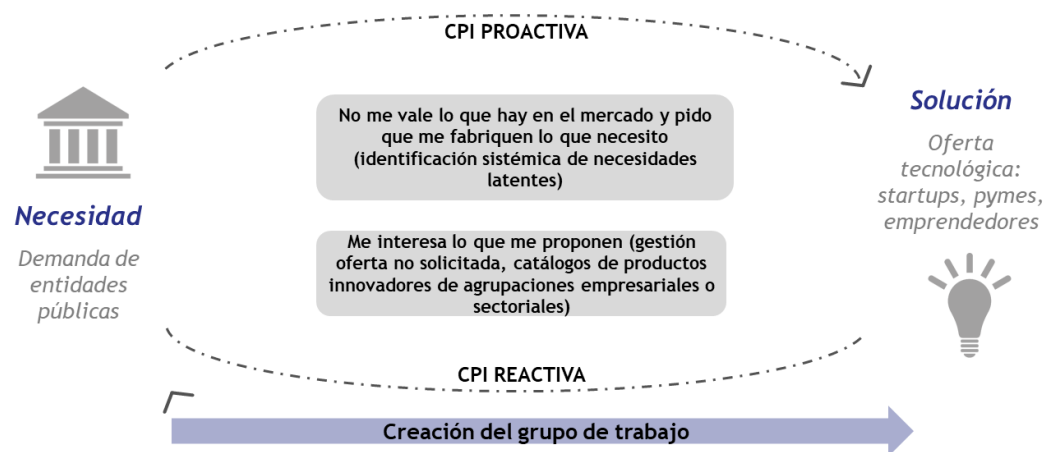 CPI PROACTIVA
No me vale lo que hay en el mercado y pido
que me fabriquen lo que necesito
(identificación sistémica de necesidades
latentes)
Solución
Oferta
tecnológica:
startups, pymes,
emprendedores
Necesidad
Demanda de
entidades
públicas
Me interesa lo que me proponen (gestión
oferta no solicitada, catálogos de productos
innovadores de agrupaciones empresariales o
sectoriales)
CPI REACTIVA
Creación del grupo de trabajo